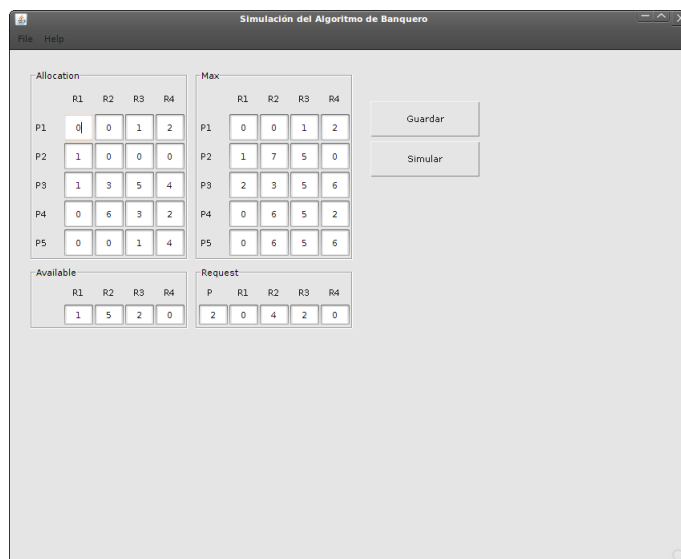 Simulación del Algoritmo de Banquero
File Help
Allocation
R1 R2 R3 R4
P1 0 0 1 2
P2 1 0 0 0
P3 1 3 5 4
P4 0 6 3 2
P5 0 0 1 4
Max
R1 R2 R3 R4
P1 0 0 1 2
P2 1 7 5 0
P3 2 3 5 6
P4 0 6 5 2
P5 0 6 5 6
Guardar
Simular
Available
R1 R2 R3 R4
1 5 2 0
Request
P R1 R2 R3 R4
2 0 4 2 0